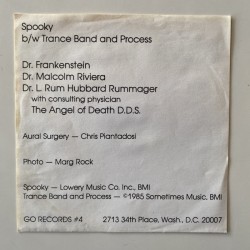 Spooky
b/w Trance Band and Process
Dr. Frankenstein
Dr. Malcolm Riviera
Dr. L. Rum Hubbard Rummager
with consulting physician
The Angel of Death D.D.S.
Aural Surgery – Chris Piantadosi
Photo – Marg Rock
Spooky – Lowery Music Co. Inc., BMI
Trance Band and Process – ©1985 Sometimes Music. BMI
GO RECORDS #4 2713 34th Place, Wash., D.C. 20007